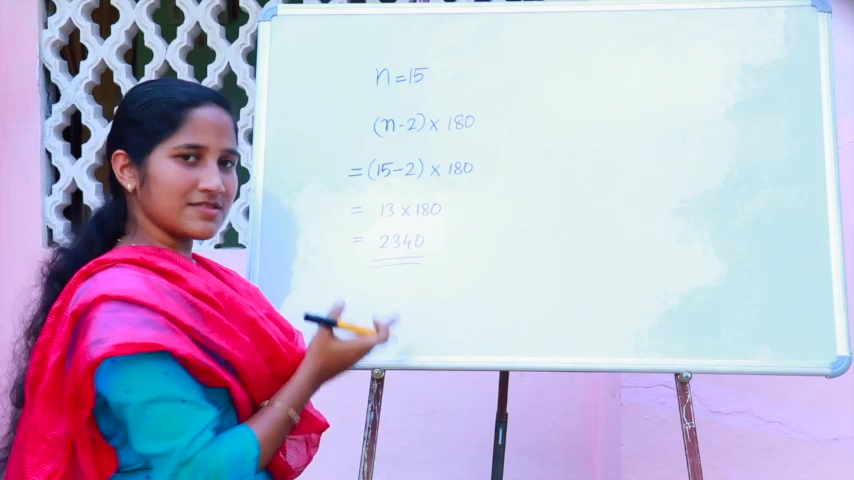 n=15
(n-2) × 180
= (15-2) × 180
= 13 × 180
= 2340